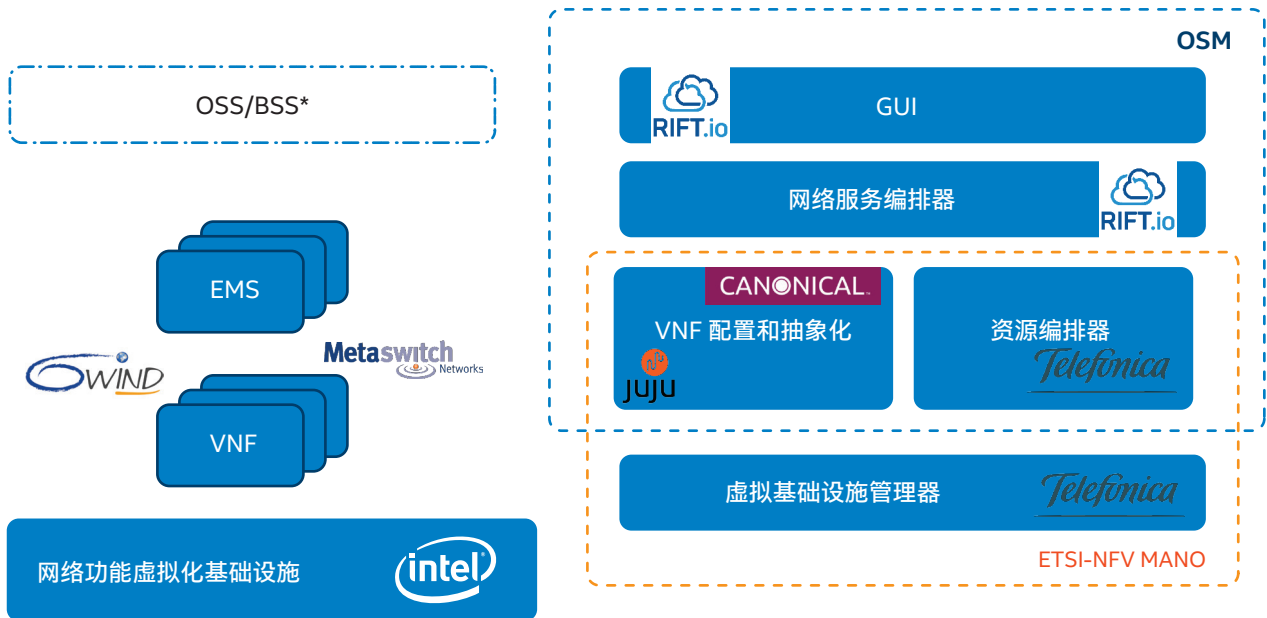 OSM
OSS/BSS*
RIFT.io
GUI
网络服务编排器
RIFT.io
EMS
CANONICAL
VNF 配置和抽象化
JUJU
资源编排器
Telefónica
6WIND
Metaswitch
Networks
VNF
虚拟基础设施管理器
Telefónica
网络功能虚拟化基础设施
intel
ETSI-NFV MANO